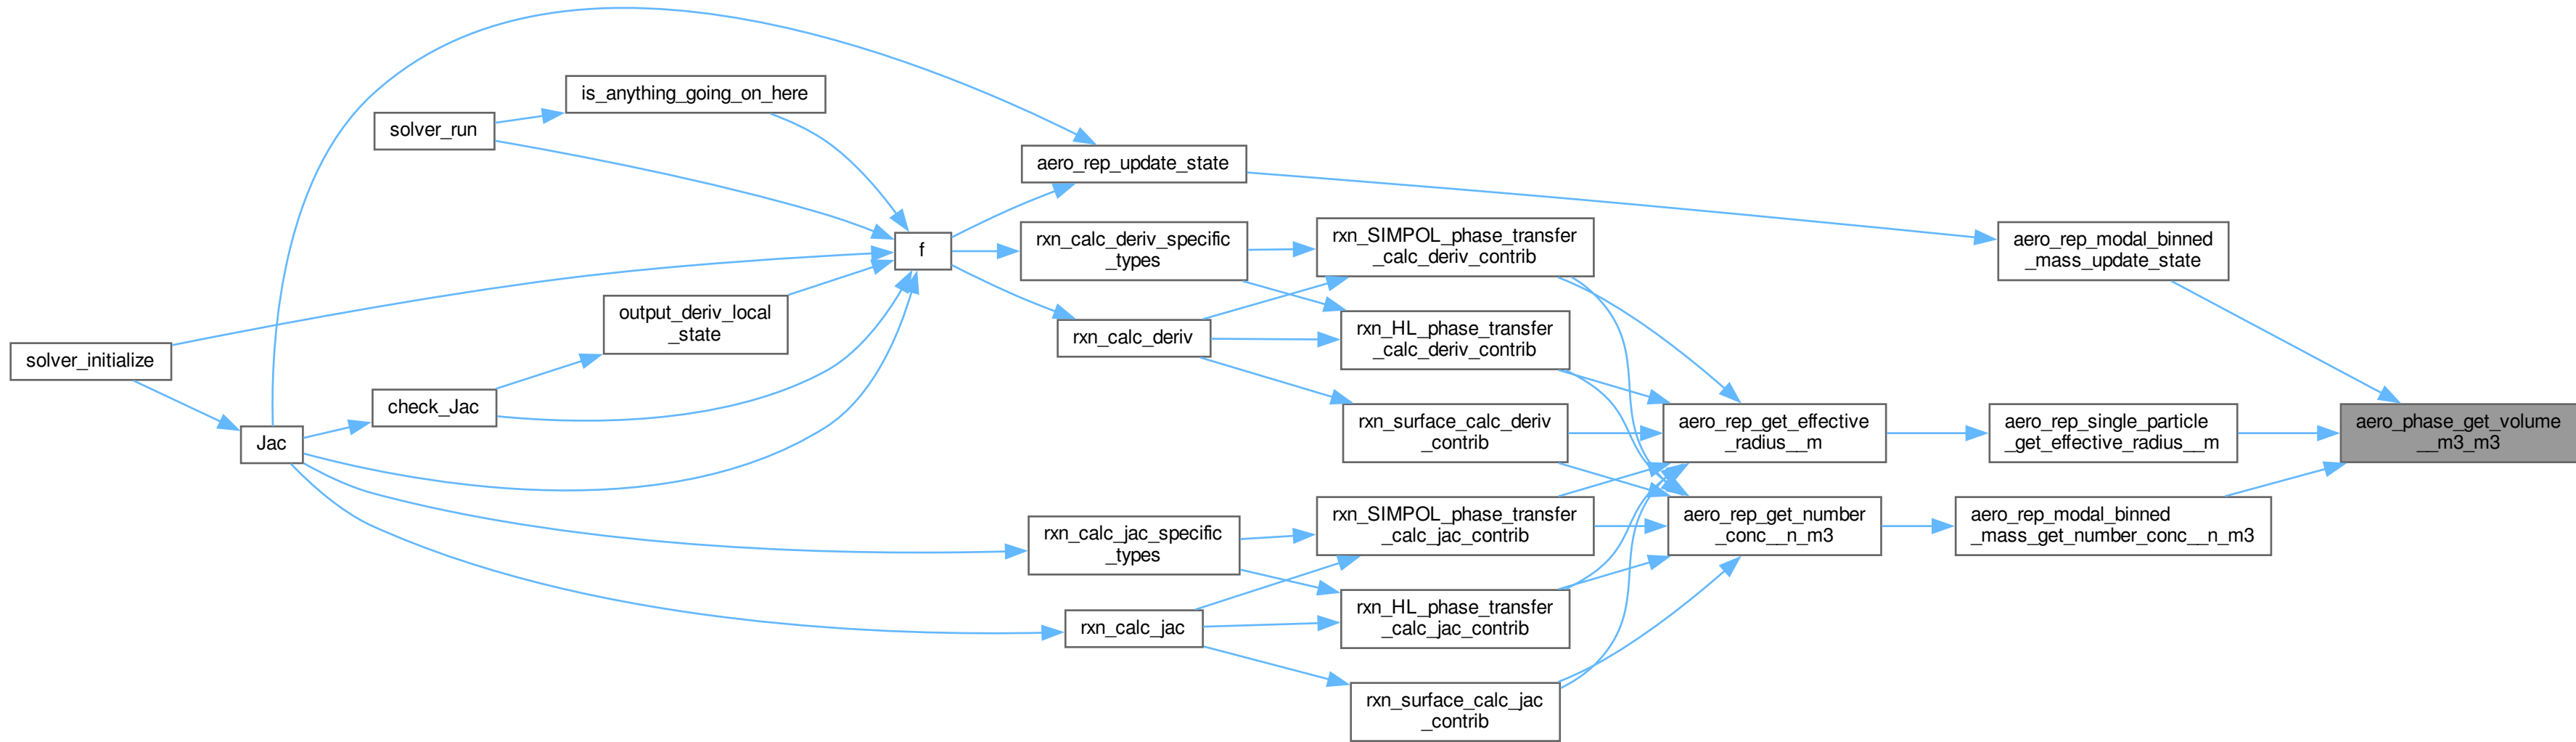 is_anything_going_on_here
solver_run
aero_rep_update_state
f
rxn_calc_deriv_specific
_types
rxn_SIMPOL_phase_transfer
_calc_deriv_contrib
aero_rep_modal_binned
_mass_update_state
output_deriv_local
_state
rxn_calc_deriv
rxn_HL_phase_transfer
_calc_deriv_contrib
solver_initialize
check_Jac
Jac
rxn_surface_calc_deriv
_contrib
aero_rep_get_effective
_radius__m
aero_rep_single_particle
_get_effective_radius__m
aero_phase_get_volume
__m3_m3
rxn_calc_jac_specific
_types
rxn_SIMPOL_phase_transfer
_calc_jac_contrib
aero_rep_get_number
_conc__n_m3
aero_rep_modal_binned
_mass_get_number_conc__n_m3
rxn_calc_jac
rxn_HL_phase_transfer
_calc_jac_contrib
rxn_surface_calc_jac
_contrib